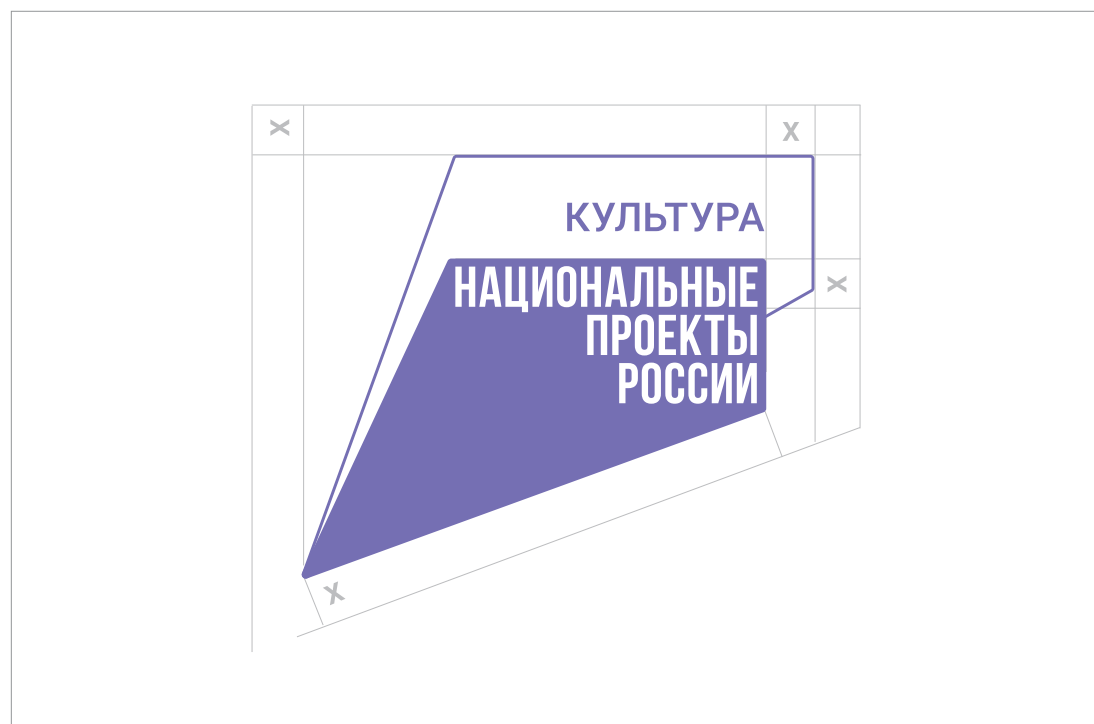 X X
КУЛЬТУРА
НАЦИОНАЛЬНЫЕ
X
ПРОЕКТЫ
РОССИИ
X